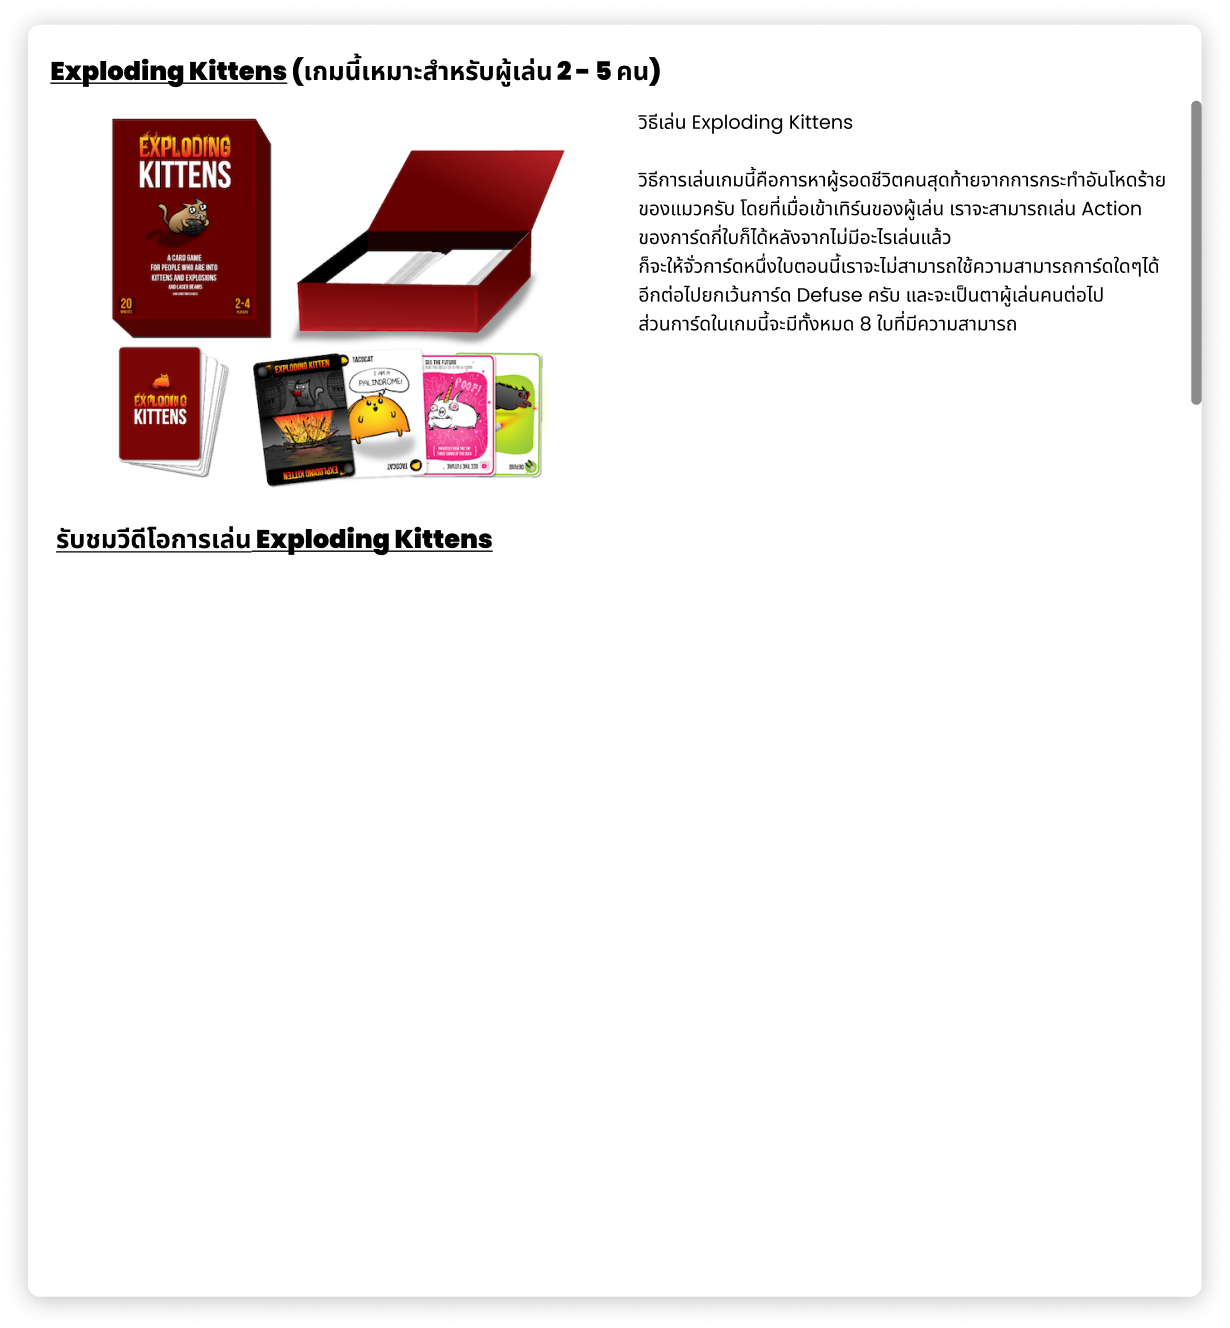 Exploding Kittens (เกมนี้เหมาะสำหรับผู้เล่น 2 - 5 คน)
EXPLODING
KITTENS
A CARD GAME
FOR PEOPLE WHO ARE INTO
KITTENS AND EXPLOSIONS
AND LASER BEAMS
20
MINUTES
2-4
PLAYERS
EXPLODING
KITTENS
EXPLODING KITTEN
EXPLODING KITTEN
TACOCAT
I AM A
PALINDROME!
TACOCAT
SEE THE FUTURE
POOP!
SEE THE FUTURE
DEFUSE
วิธีเล่น Exploding Kittens
วิธีการเล่นเกมนี้คือการหาผู้รอดชีวิตคนสุดท้ายจากการกระทำอันโหดร้าย
ของแมวครับ โดยที่เมื่อเข้าเทิร์นของผู้เล่น เราจะสามารถเล่น Action
ของการ์ดกี่ใบก็ได้หลังจากไม่มีอะไรเล่นแล้ว
ก็จะให้จั่วการ์ดหนึ่งใบตอนนี้เราจะไม่สามารถใช้ความสามารถการ์ดใดๆได้
อีกต่อไปยกเว้นการ์ด Defuse ครับ และจะเป็นตาผู้เล่นคนต่อไป
ส่วนการ์ดในเกมนี้จะมีทั้งหมด 8 ใบที่มีความสามารถ
รับชมวีดีโอการเล่น Exploding Kittens